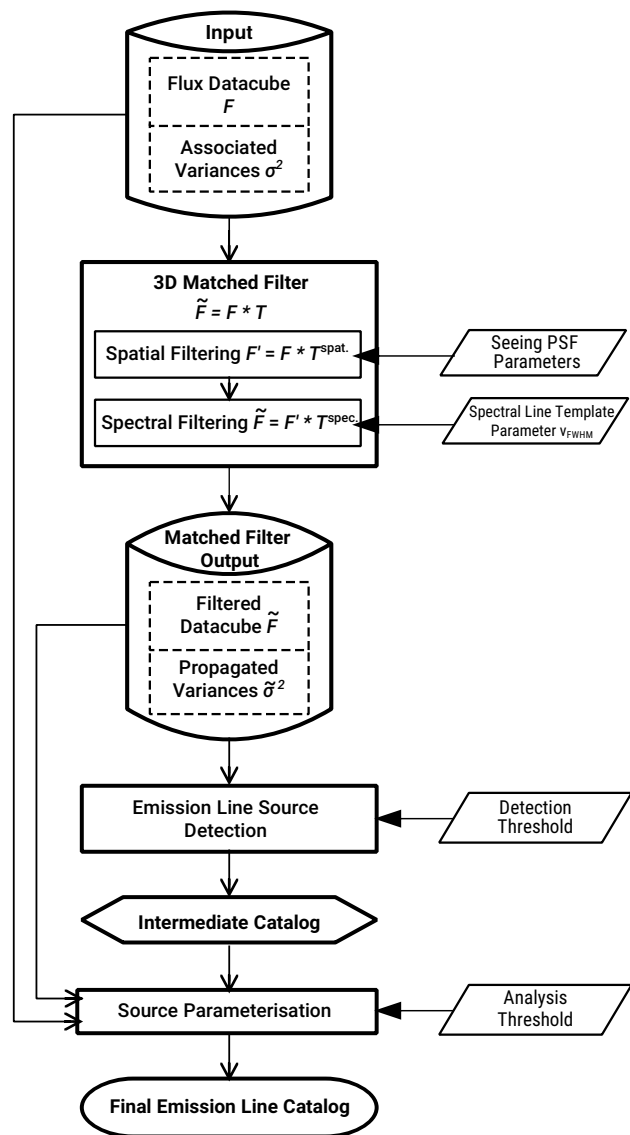 Input
Flux Datacube
F
Associated
Variances σ²
3D Matched Filter
F̃ = F * T
Spatial Filtering F' = F * Tˢᵖᵃᵗ·
Seeing PSF
Parameters
Spectral Filtering F̃ = F' * Tˢᵖᵉᶜ·
Spectral Line Template
Parameter v_FWHM
Matched Filter
Output
Filtered
Datacube F̃
Propagated
Variances σ̃²
Emission Line Source
Detection
Detection
Threshold
Intermediate Catalog
Source Parameterisation
Analysis
Threshold
Final Emission Line Catalog